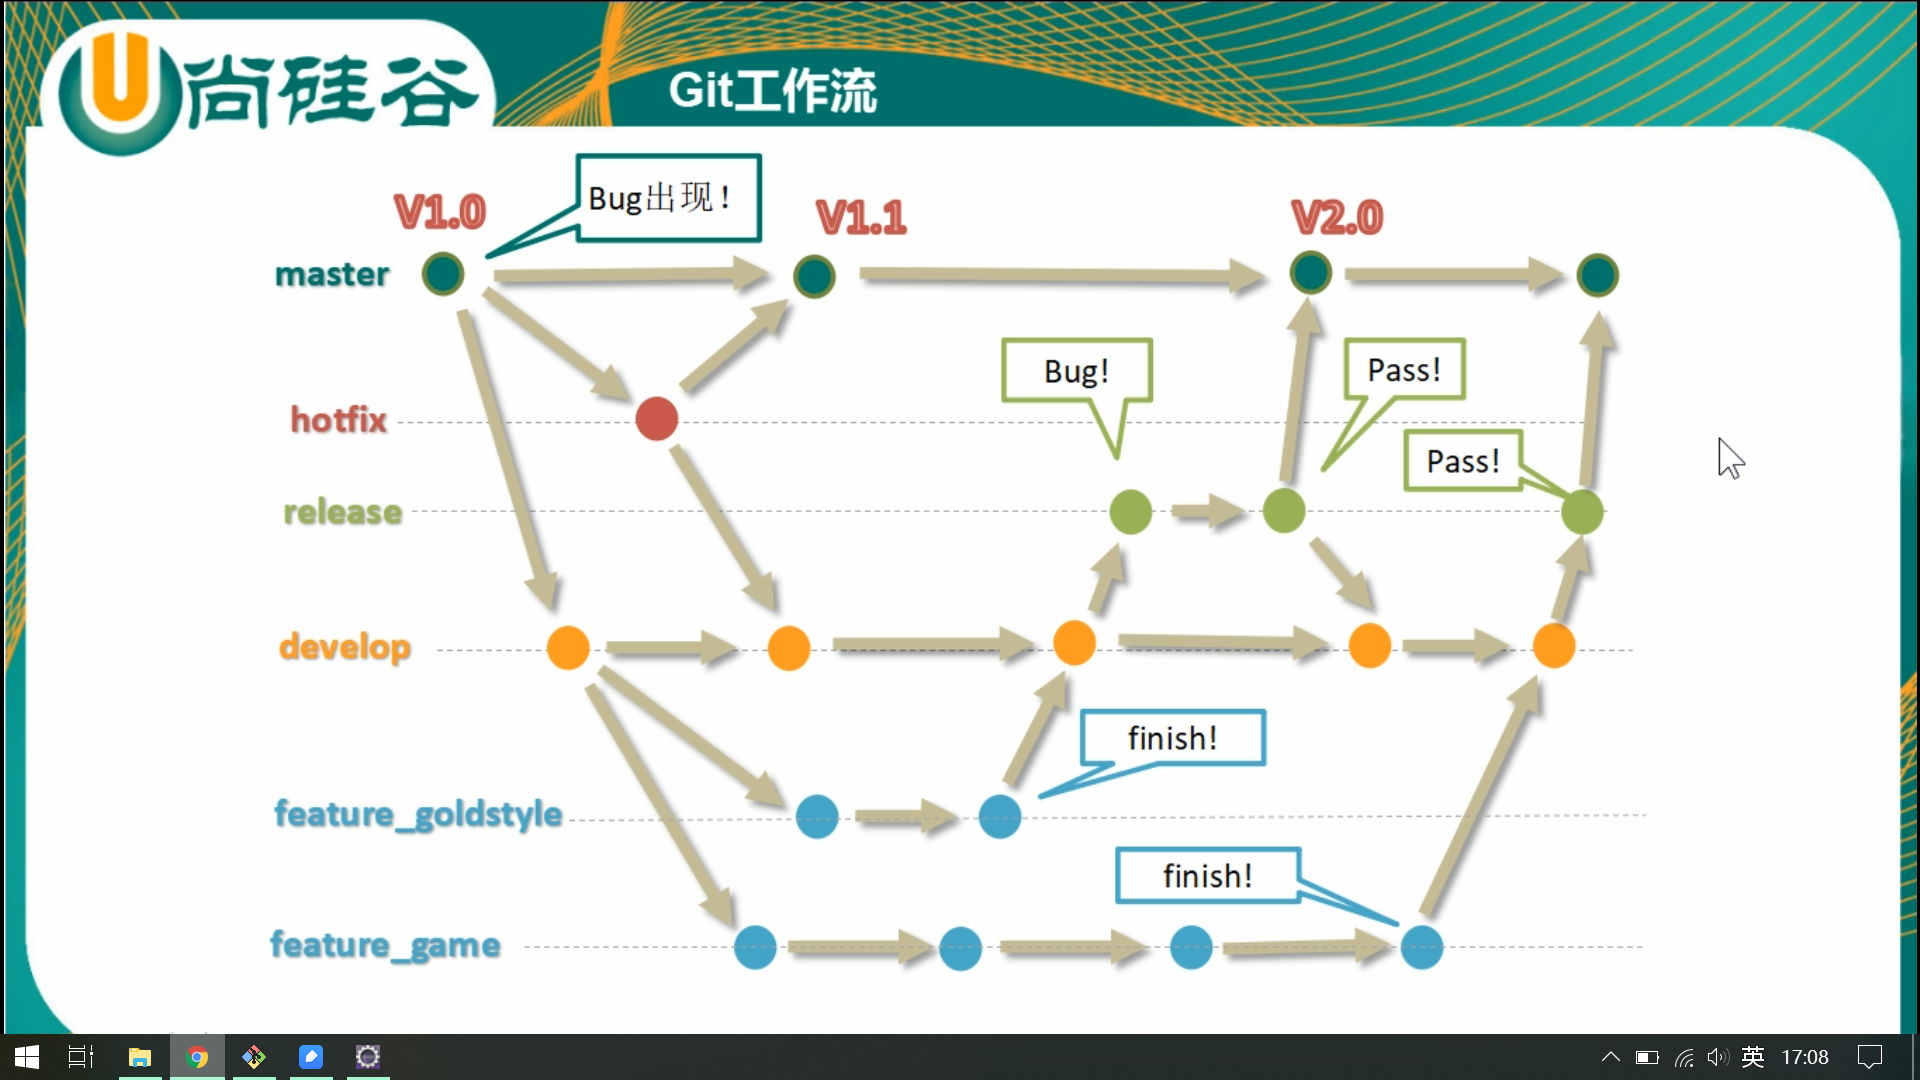 尚硅谷
Git工作流
Bug出现！
V1.0
V1.1
V2.0
master
Bug!
Pass!
hotfix
Pass!
release
develop
finish!
feature_goldstyle
finish!
feature_game
英
17:08